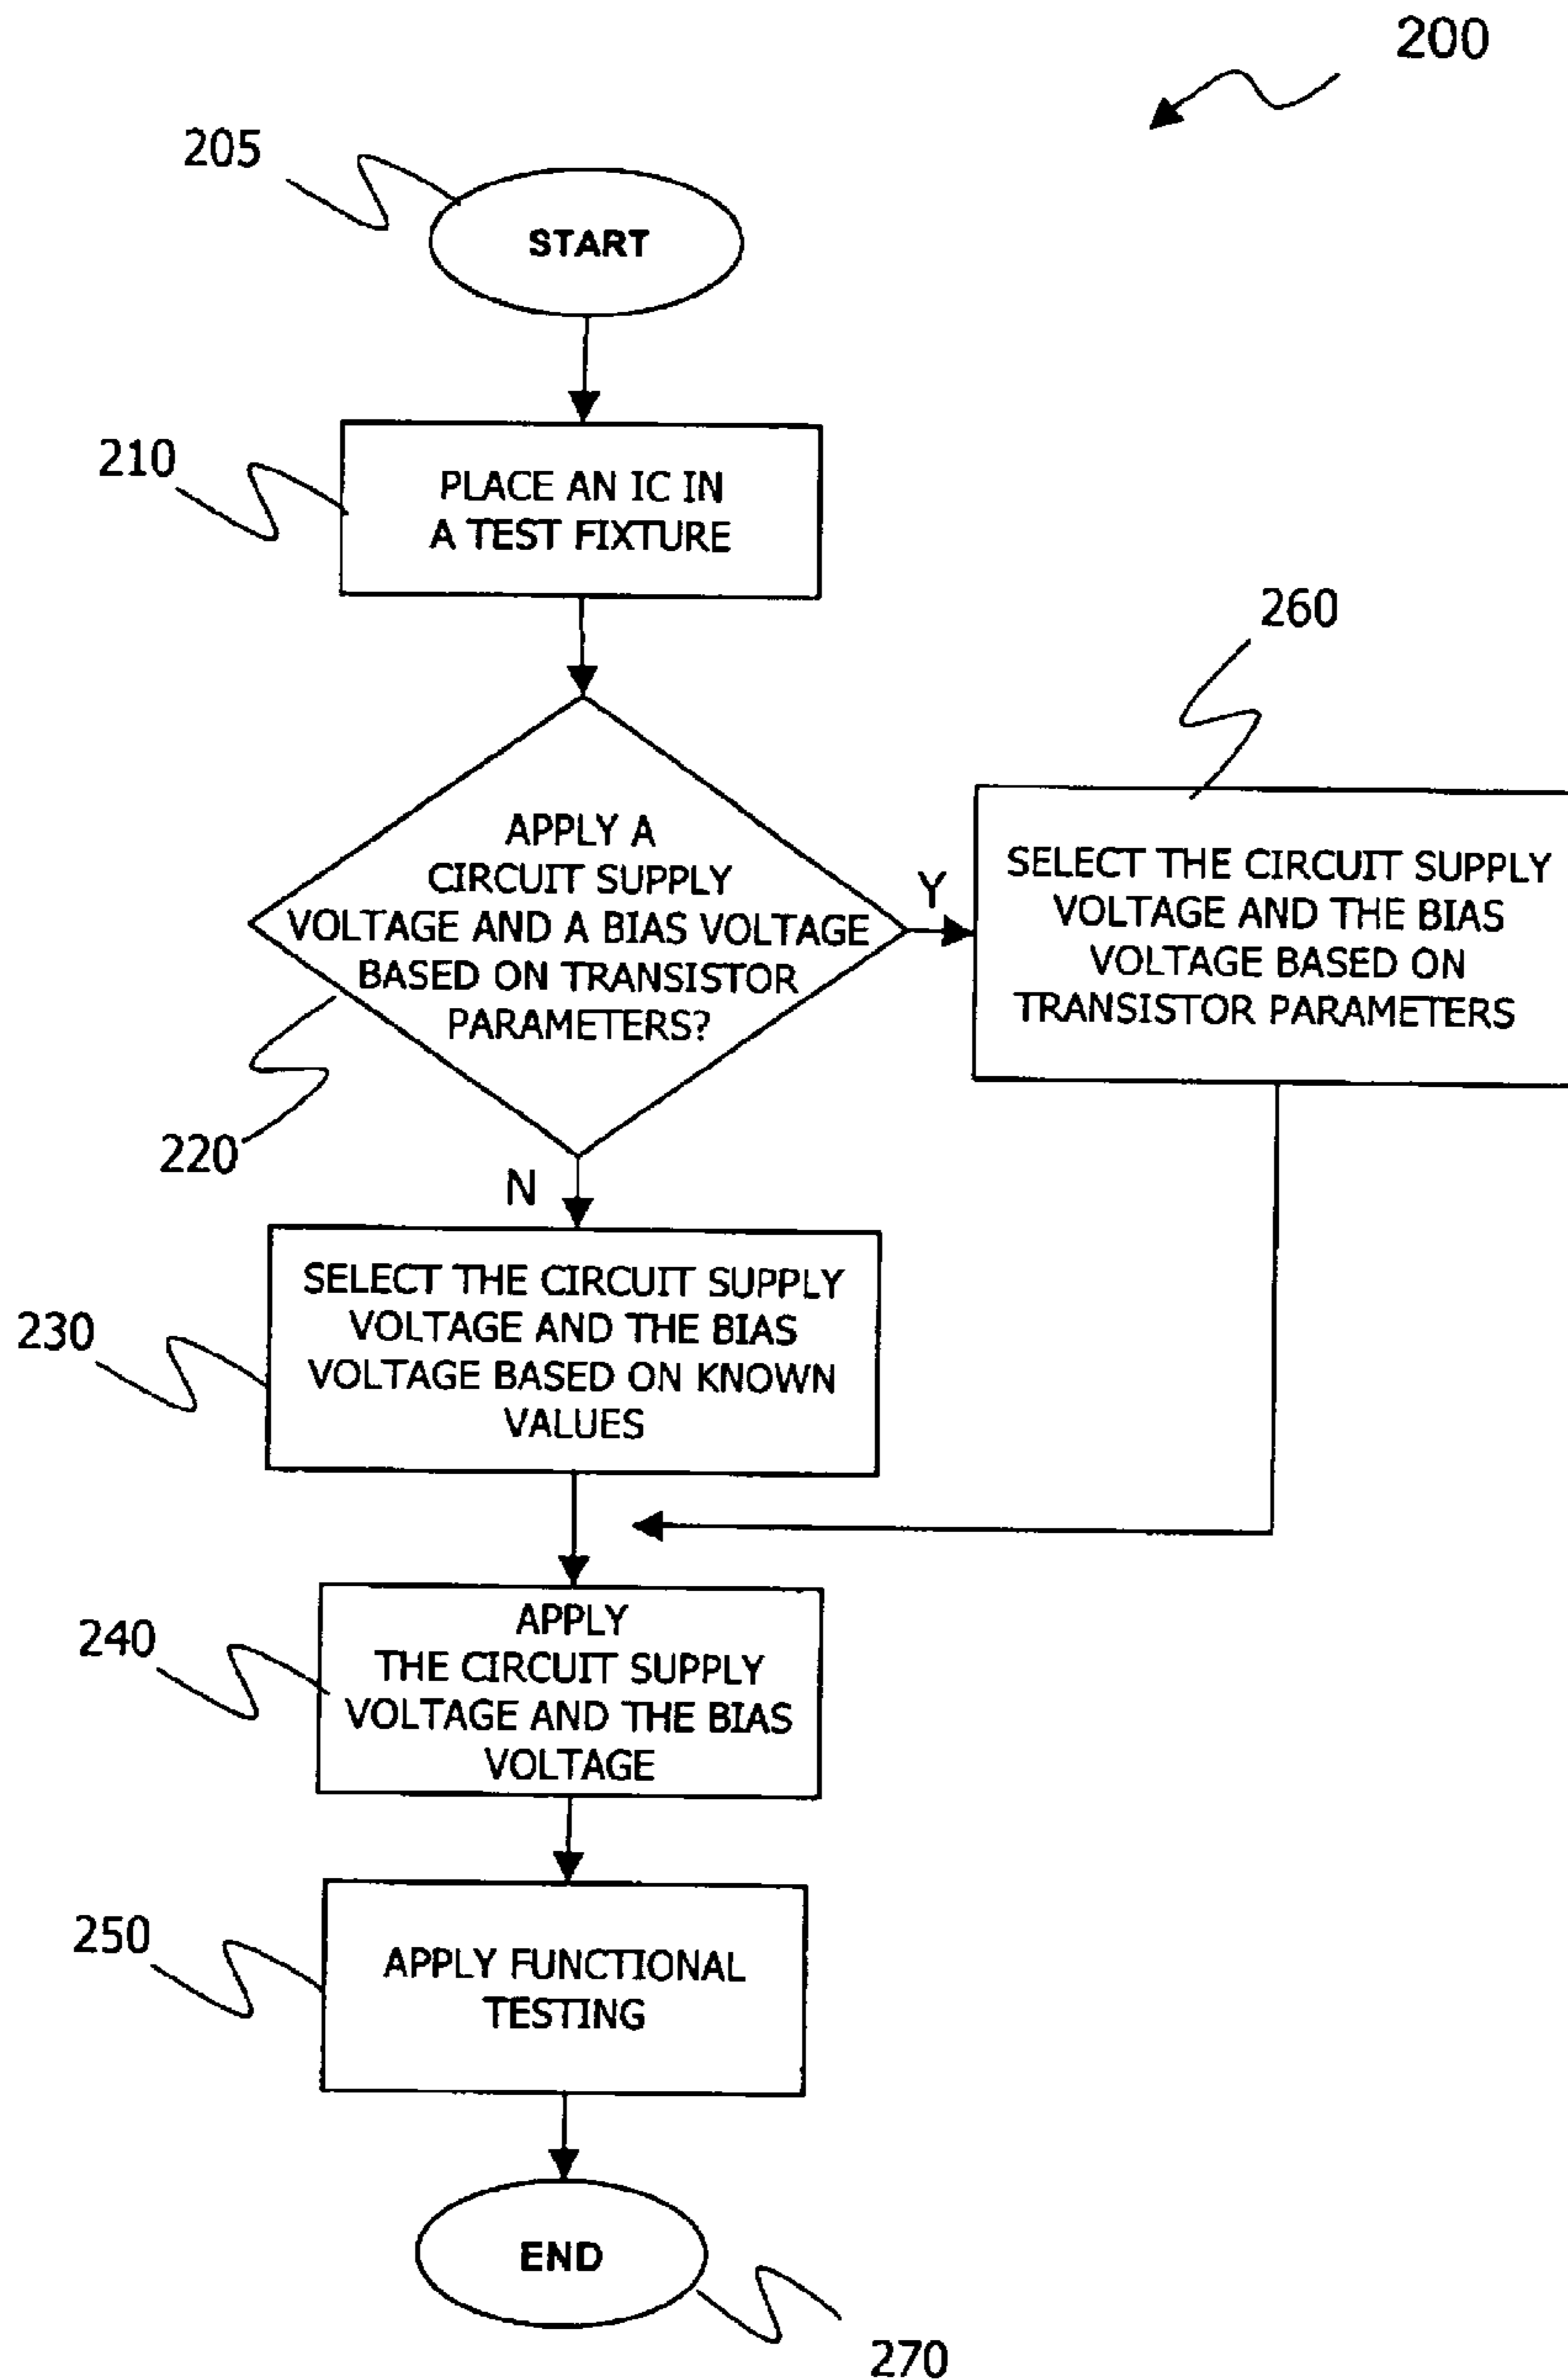 200
205
START
210
PLACE AN IC IN
A TEST FIXTURE
260
APPLY A
CIRCUIT SUPPLY
VOLTAGE AND A BIAS VOLTAGE
BASED ON TRANSISTOR
PARAMETERS?
Y
SELECT THE CIRCUIT SUPPLY
VOLTAGE AND THE BIAS
VOLTAGE BASED ON
TRANSISTOR PARAMETERS
220
N
230
SELECT THE CIRCUIT SUPPLY
VOLTAGE AND THE BIAS
VOLTAGE BASED ON KNOWN
VALUES
240
APPLY
THE CIRCUIT SUPPLY
VOLTAGE AND THE BIAS
VOLTAGE
250
APPLY FUNCTIONAL
TESTING
END
270